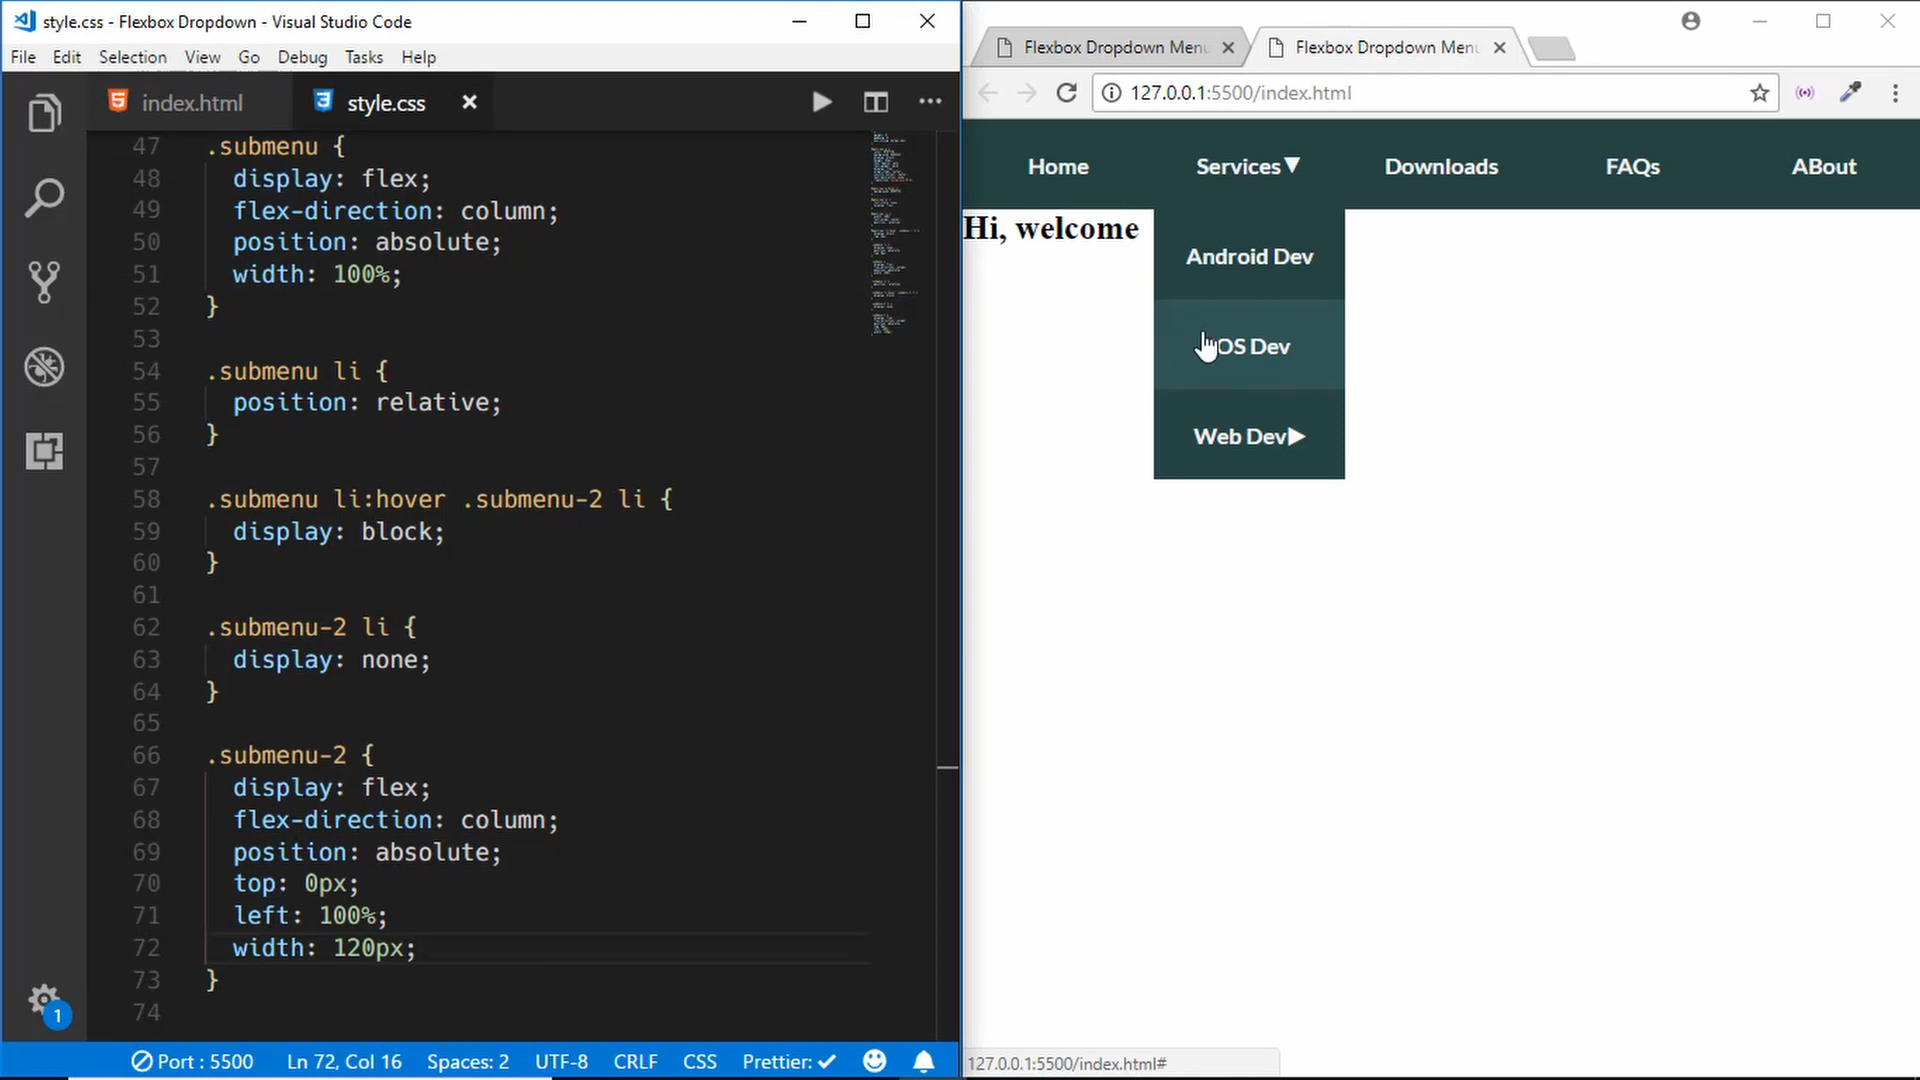 style.css - Flexbox Dropdown - Visual Studio Code
File Edit Selection View Go Debug Tasks Help
index.html style.css
47 .submenu {
48 display: flex;
49 flex-direction: column;
50 position: absolute;
51 width: 100%;
52 }
53
54 .submenu li {
55 position: relative;
56 }
57
58 .submenu li:hover .submenu-2 li {
59 display: block;
60 }
61
62 .submenu-2 li {
63 display: none;
64 }
65
66 .submenu-2 {
67 display: flex;
68 flex-direction: column;
69 position: absolute;
70 top: 0px;
71 left: 100%;
72 width: 120px;
73 }
74
1
Port : 5500 Ln 72, Col 16 Spaces: 2 UTF-8 CRLF CSS Prettier: ✓
Flexbox Dropdown Menu Flexbox Dropdown Menu
127.0.0.1:5500/index.html
Home Services▼ Downloads FAQs ABout
Hi, welcome
Android Dev
OS Dev
Web Dev▶
127.0.0.1:5500/index.html#